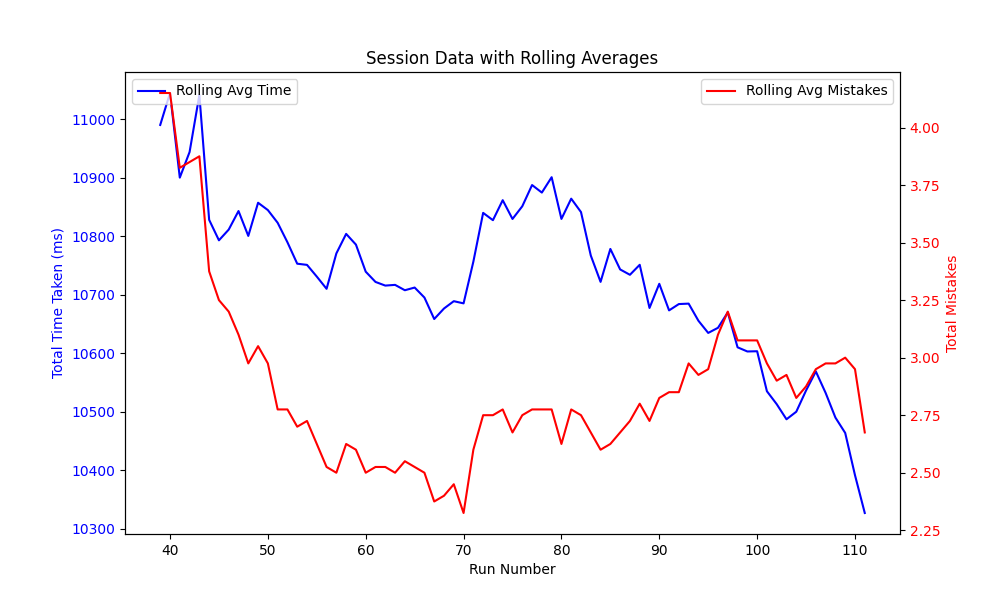 Session Data with Rolling Averages
Rolling Avg Time
Rolling Avg Mistakes
11000
10900
10800
10700
10600
10500
10400
10300
Total Time Taken (ms)
4.00
3.75
3.50
3.25
3.00
2.75
2.50
2.25
Total Mistakes
40 50 60 70 80 90 100 110
Run Number